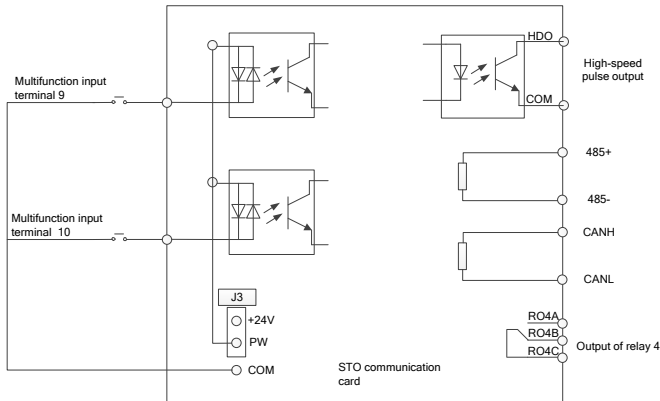 HDO
High-speed
pulse output
COM
Multifunction input
terminal 9
485+
485-
Multifunction input
terminal 10
CANH
CANL
J3
+24V
PW
COM
STO communication
card
RO4A
RO4B
RO4C
Output of relay 4